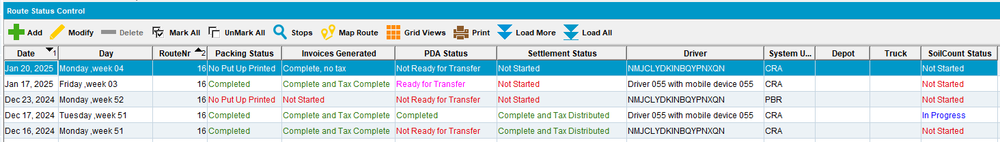 Route Status Control
Add Modify Delete Mark All UnMark All Stops Map Route Grid Views Print Load More Load All
Date 1 Day RouteNr 2 Packing Status Invoices Generated PDA Status Settlement Status Driver System U... Depot Truck SoilCount Status
Jan 20, 2025 Monday ,week 04 16 No Put Up Printed Complete, no tax Not Ready for Transfer Not Started NMJCLYDKINBQYPNXQN CRA Not Started
Jan 17, 2025 Friday ,week 03 16 Completed Complete and Tax Complete Ready for Transfer Not Started Driver 055 with mobile device 055 CRA Not Started
Dec 23, 2024 Monday ,week 52 16 No Put Up Printed Not Started Not Ready for Transfer Not Started NMJCLYDKINBQYPNXQN PBR Not Started
Dec 17, 2024 Tuesday ,week 51 16 Completed Complete and Tax Complete Completed Complete and Tax Distributed Driver 055 with mobile device 055 CRA In Progress
Dec 16, 2024 Monday ,week 51 16 Completed Complete and Tax Complete Not Ready for Transfer Complete and Tax Distributed NMJCLYDKINBQYPNXQN CRA Not Started